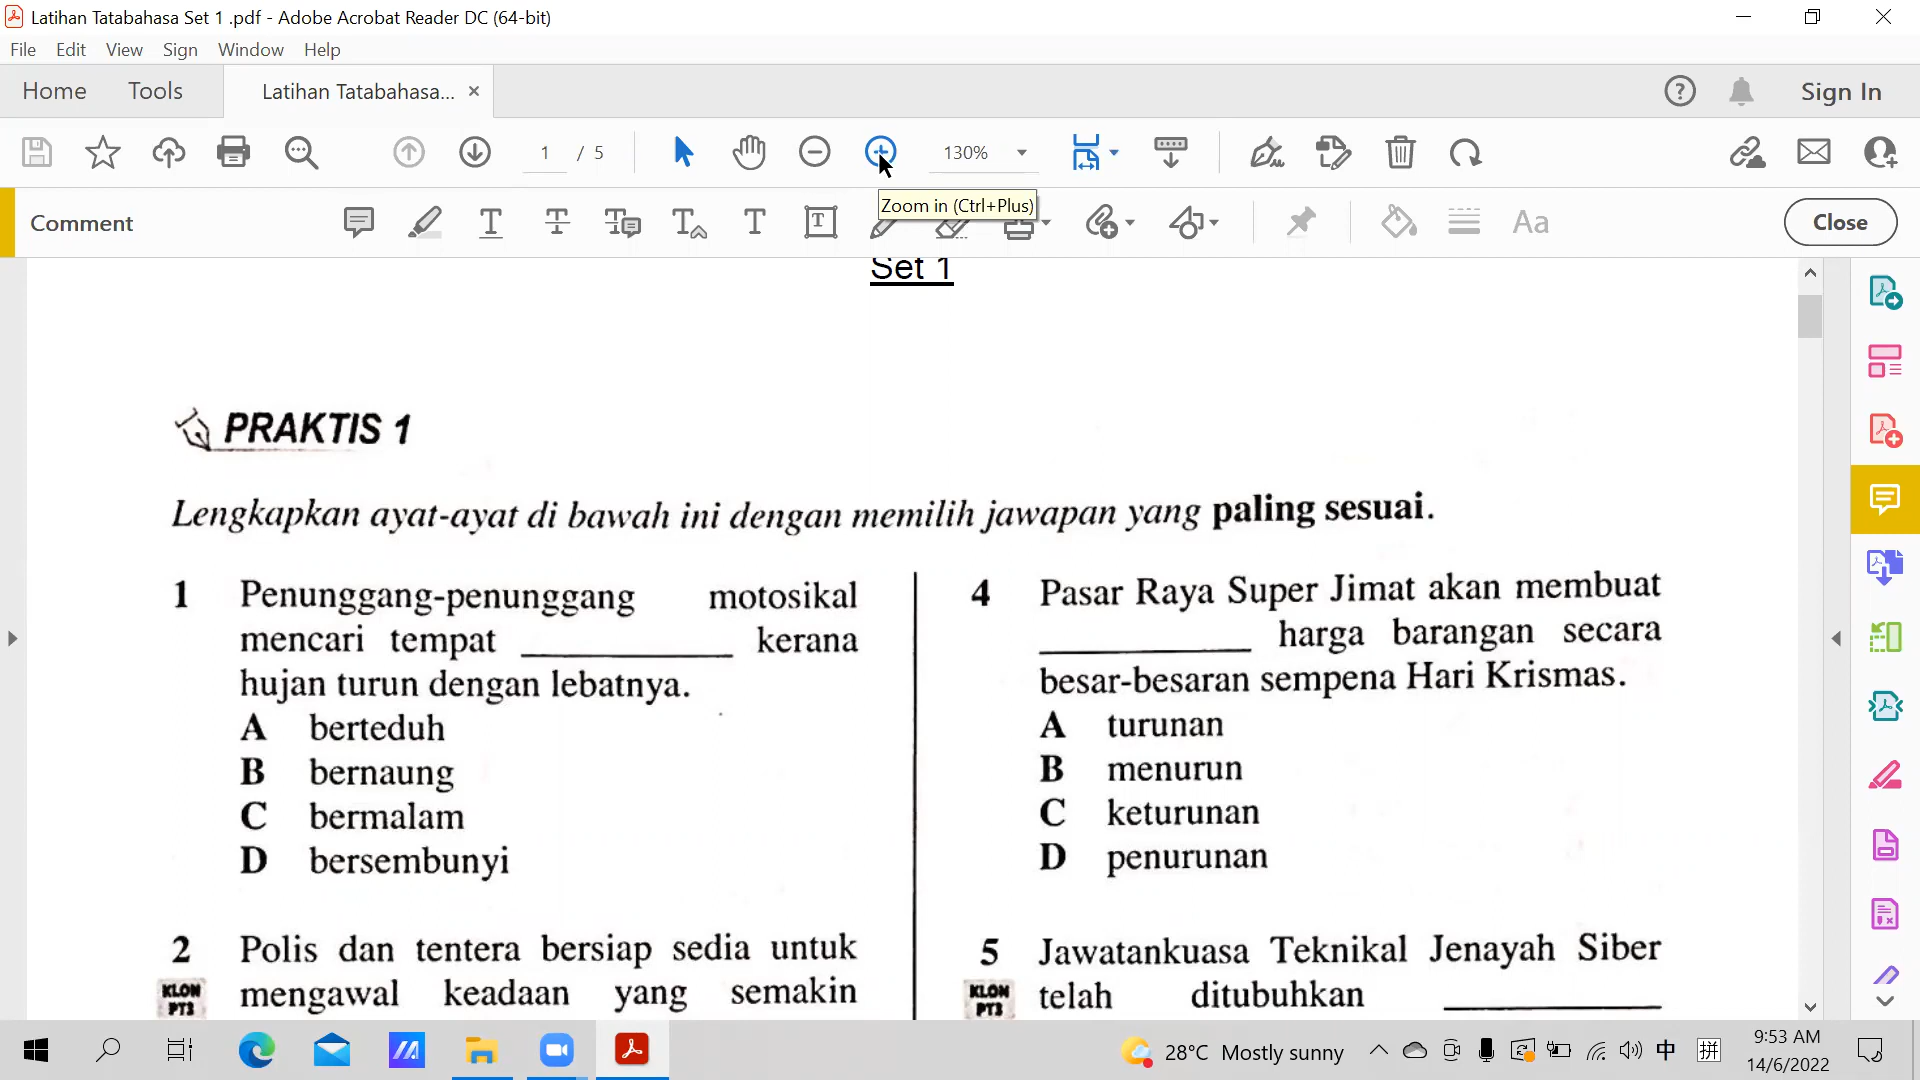 Latihan Tatabahasa Set 1 .pdf - Adobe Acrobat Reader DC (64-bit)
File Edit View Sign Window Help
Home Tools Latihan Tatabahasa... × Sign In
1 / 5 130%
Zoom in (Ctrl+Plus)
Comment Aa Close
Set 1
PRAKTIS 1
Lengkapkan ayat-ayat di bawah ini dengan memilih jawapan yang paling sesuai.
1 Penunggang-penunggang motosikal
mencari tempat ____________ kerana
hujan turun dengan lebatnya.
A berteduh
B bernaung
C bermalam
D bersembunyi
2 Polis dan tentera bersiap sedia untuk
KLON PT3 mengawal keadaan yang semakin
4 Pasar Raya Super Jimat akan membuat
____________ harga barangan secara
besar-besaran sempena Hari Krismas.
A turunan
B menurun
C keturunan
D penurunan
5 Jawatankuasa Teknikal Jenayah Siber
KLON PT3 telah ditubuhkan ____________
28°C Mostly sunny 中 拼 9:53 AM
14/6/2022